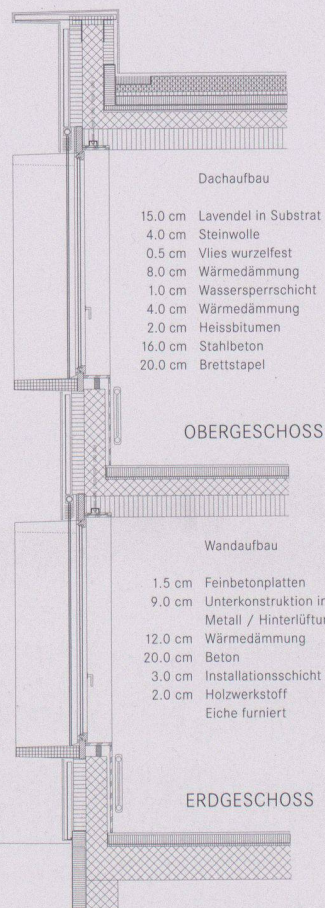 Dachaufbau
15.0 cm Lavendel in Substrat
4.0 cm Steinwolle
0.5 cm Vlies wurzelfest
8.0 cm Wärmedämmung
1.0 cm Wassersperrschicht
4.0 cm Wärmedämmung
2.0 cm Heissbitumen
16.0 cm Stahlbeton
20.0 cm Brettstapel
OBERGESCHOSS
Wandaufbau
1.5 cm Feinbetonplatten
9.0 cm Unterkonstruktion in
Metall / Hinterlüftun
12.0 cm Wärmedämmung
20.0 cm Beton
3.0 cm Installationsschicht
2.0 cm Holzwerkstoff
Eiche furniert
ERDGESCHOSS